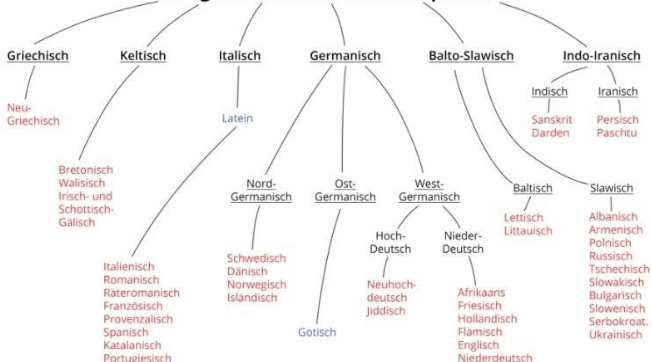 Griechisch
Keltisch
Italisch
Germanisch
Balto-Slawisch
Indo-Iranisch
Neu-
Griechisch
Bretonisch
Walisisch
Irisch- und
Schottisch-
Gälisch
Latein
Italienisch
Romanisch
Räteromanisch
Französisch
Provenzalisch
Spanisch
Katalanisch
Portugiesisch
Nord-
Germanisch
Schwedisch
Dänisch
Norwegisch
Isländisch
Ost-
Germanisch
Gotisch
West-
Germanisch
Hoch-
Deutsch
Neuhoch-
deutsch
Jiddisch
Nieder-
Deutsch
Afrikaans
Friesisch
Holländisch
Flämisch
Englisch
Niederdeutsch
Baltisch
Lettisch
Littauisch
Slawisch
Albanisch
Armenisch
Polnisch
Russisch
Tschechisch
Slowakisch
Bulgarisch
Slowenisch
Serbokroat.
Ukrainisch
Indisch
Sanskrit
Darden
Iranisch
Persisch
Paschtu